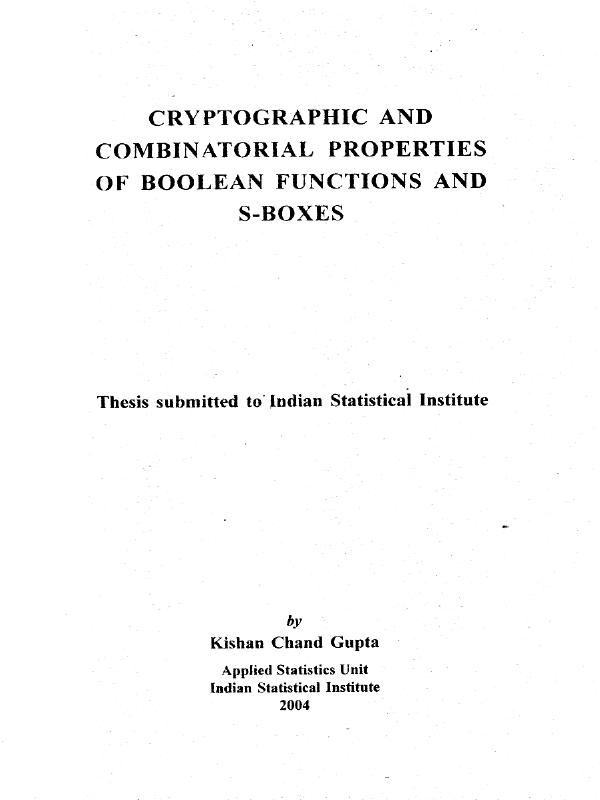 CRYPTOGRAPHIC AND
COMBINATORIAL PROPERTIES
OF BOOLEAN FUNCTIONS AND
S-BOXES
Thesis submitted to Indian Statistical Institute
by
Kishan Chand Gupta
Applied Statistics Unit
Indian Statistical Institute
2004